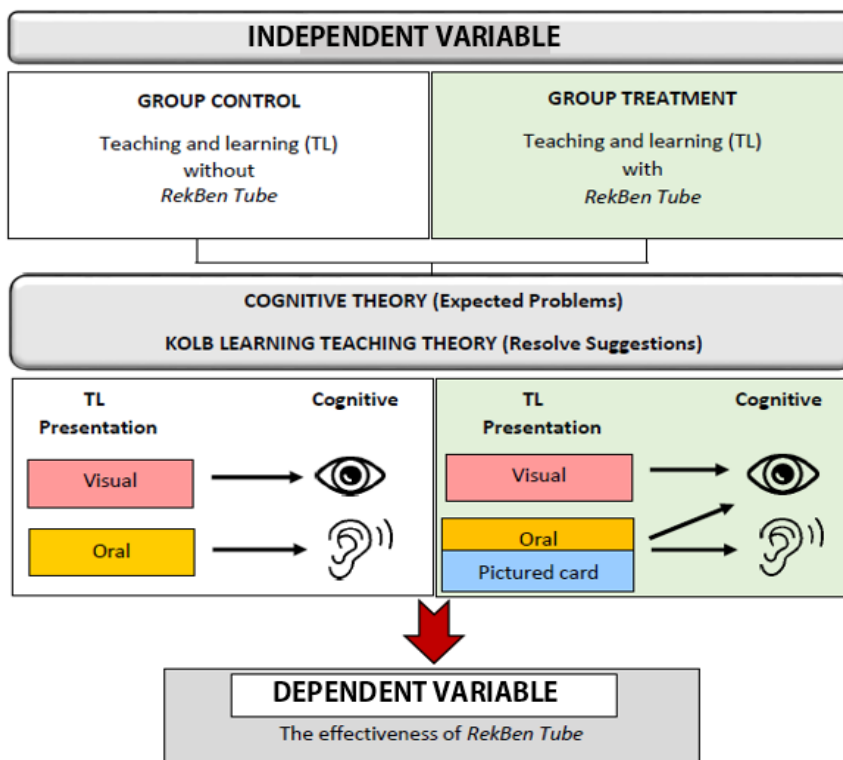 INDEPENDENT VARIABLE
GROUP CONTROL
Teaching and learning (TL)
without
RekBen Tube
GROUP TREATMENT
Teaching and learning (TL)
with
RekBen Tube
COGNITIVE THEORY (Expected Problems)
KOLB LEARNING TEACHING THEORY (Resolve Suggestions)
TL
Presentation
Cognitive
Visual
Oral
TL
Presentation
Cognitive
Visual
Oral
Pictured card
DEPENDENT VARIABLE
The effectiveness of RekBen Tube